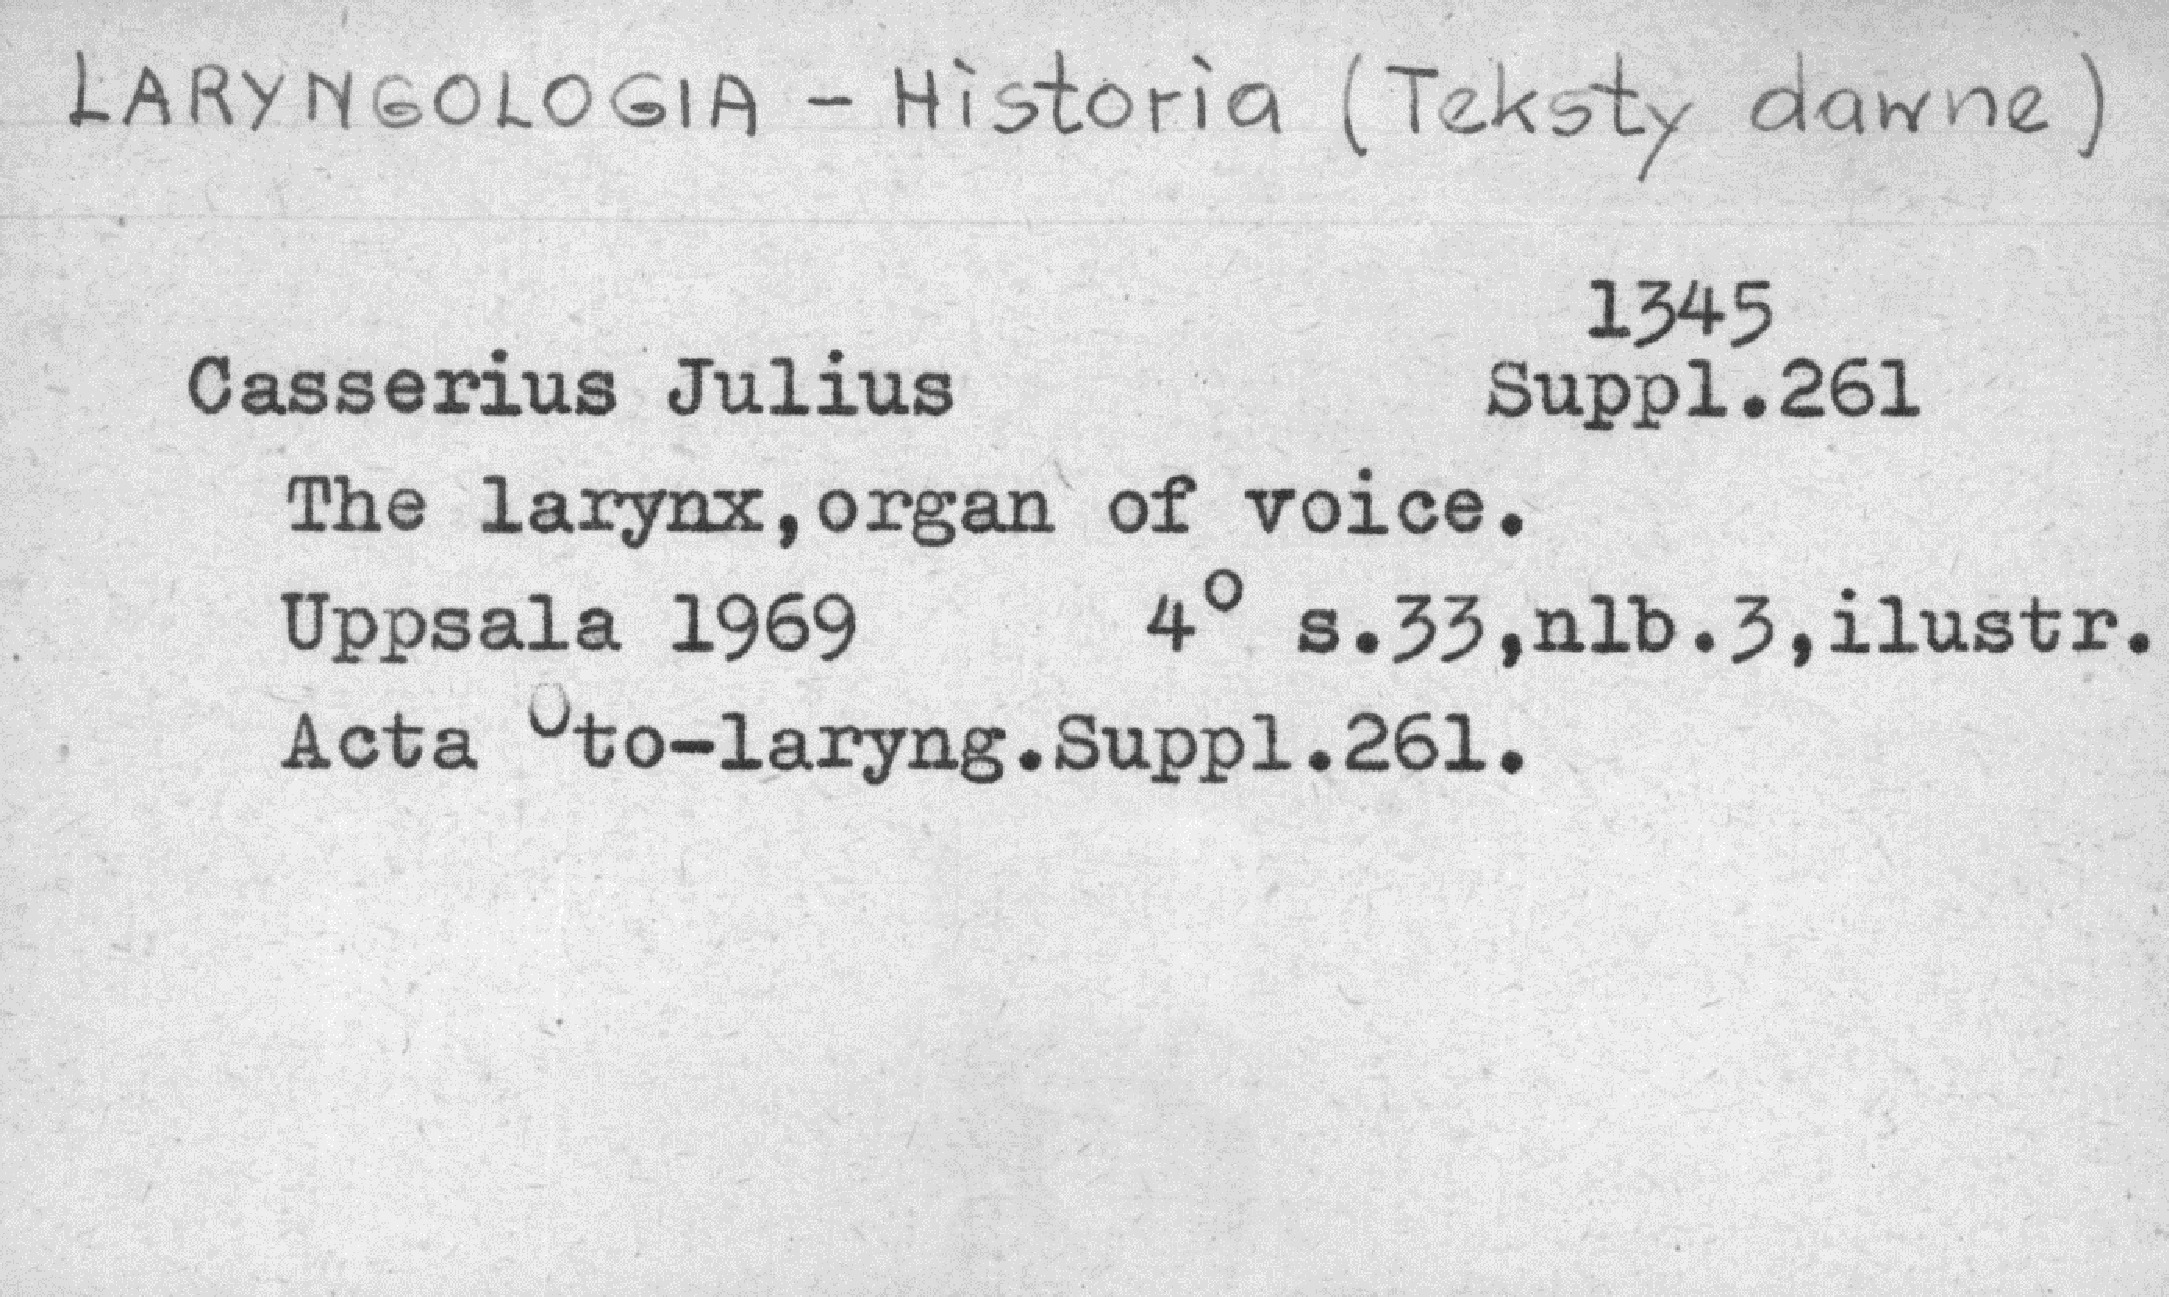 LARYNGOLOGIA - Historia (Teksty dawne)
1345
Casserius Julius Suppl.261
The larynx,organ of voice.
Uppsala 1969 4° s.33,nlb.3,ilustr.
Acta Oto-laryng.Suppl.261.